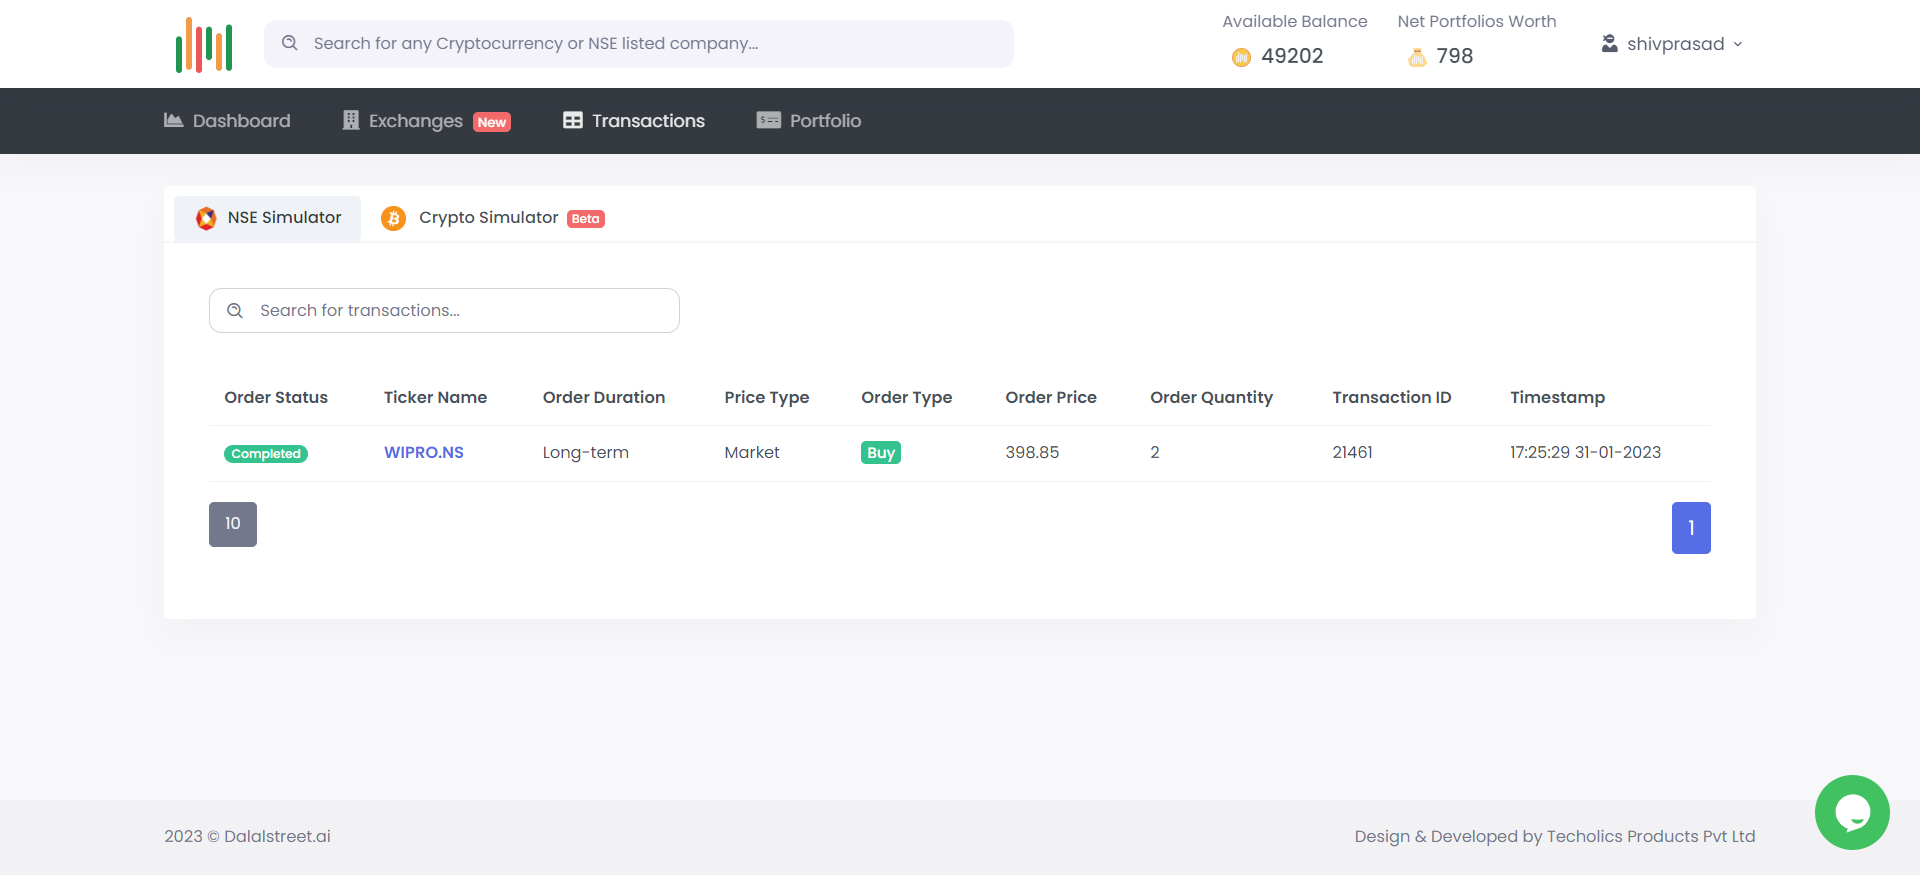 Search for any Cryptocurrency or NSE listed company...
Available Balance
49202
Net Portfolios Worth
798
shivprasad
Dashboard
Exchanges New
Transactions
Portfolio
NSE Simulator
Crypto Simulator Beta
Search for transactions...
Order Status Ticker Name Order Duration Price Type Order Type Order Price Order Quantity Transaction ID Timestamp
Completed WIPRO.NS Long-term Market Buy 398.85 2 21461 17:25:29 31-01-2023
10
1
2023 © Dalalstreet.ai
Design & Developed by Techolics Products Pvt Ltd